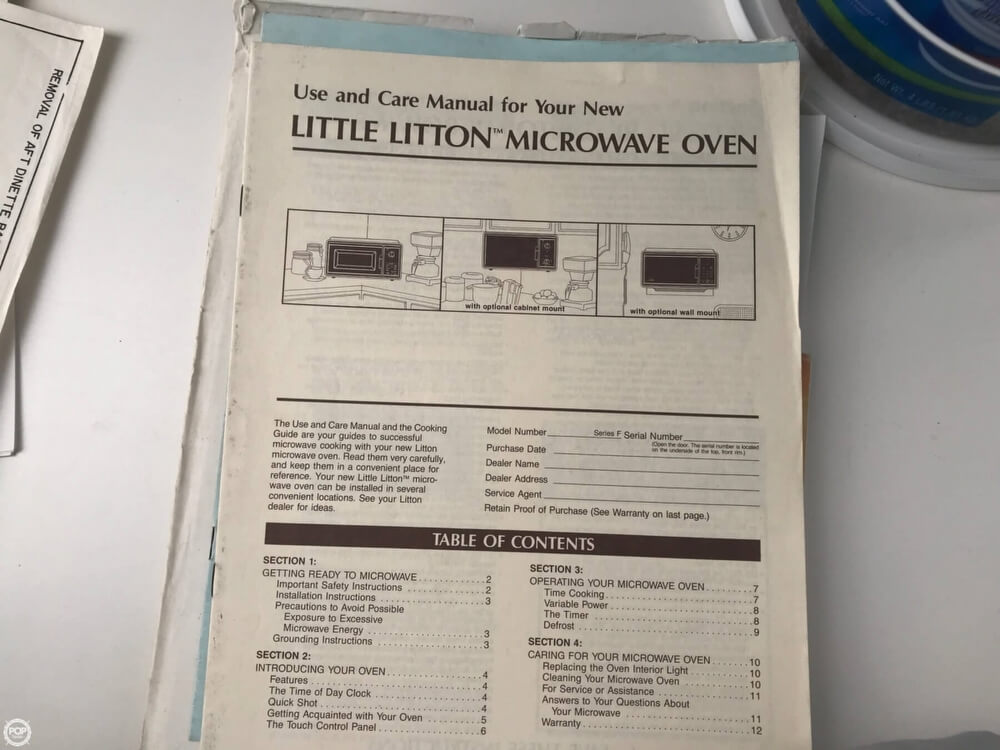 REMOVAL OF AFT DINETTE
Net Wt. 4 LBS
Use and Care Manual for Your New
LITTLE LITTON™ MICROWAVE OVEN
with optional cabinet mount
with optional wall mount
The Use and Care Manual and the Cooking
Guide are your guides to successful
microwave cooking with your new Litton
microwave oven. Read them very carefully,
and keep them in a convenient place for
reference. Your new Little Litton™ micro-
wave oven can be installed in several
convenient locations. See your Litton
dealer for ideas.
Model Number Series F Serial Number
(Open the door. The serial number is located
on the underside of the top, front rim.)
Purchase Date
Dealer Name
Dealer Address
Service Agent
Retain Proof of Purchase (See Warranty on last page.)
TABLE OF CONTENTS
SECTION 1:
GETTING READY TO MICROWAVE 2
Important Safety Instructions 2
Installation Instructions 3
Precautions to Avoid Possible
Exposure to Excessive
Microwave Energy 3
Grounding Instructions 3
SECTION 2:
INTRODUCING YOUR OVEN 4
Features 4
The Time of Day Clock 4
Quick Shot 4
Getting Acquainted with Your Oven 5
The Touch Control Panel 6
SECTION 3:
OPERATING YOUR MICROWAVE OVEN 7
Time Cooking 7
Variable Power 8
The Timer 8
Defrost 9
SECTION 4:
CARING FOR YOUR MICROWAVE OVEN 10
Replacing the Oven Interior Light 10
Cleaning Your Microwave Oven 10
For Service or Assistance 11
Answers to Your Questions About
Your Microwave 11
Warranty 12
POP